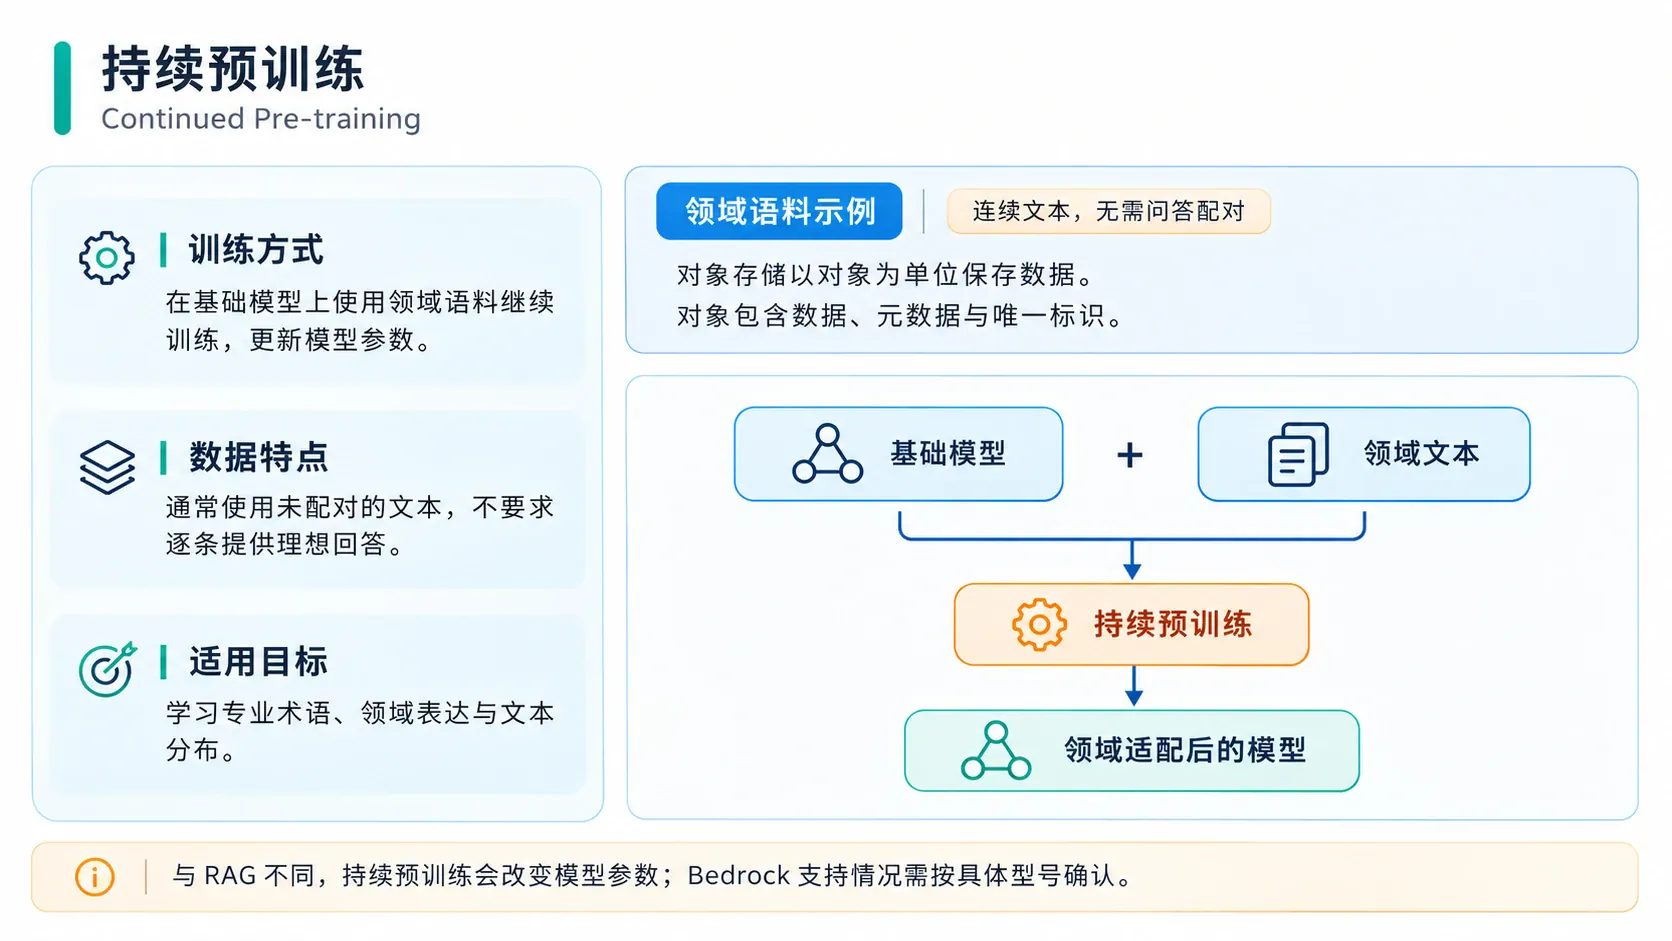 持续预训练
Continued Pre-training
训练方式
在基础模型上使用领域语料继续
训练，更新模型参数。
数据特点
通常使用未配对的文本，不要求
逐条提供理想回答。
适用目标
学习专业术语、领域表达与文本
分布。
领域语料示例
连续文本，无需问答配对
对象存储以对象为单位保存数据。
对象包含数据、元数据与唯一标识。
基础模型
+
领域文本
持续预训练
领域适配后的模型
与 RAG 不同，持续预训练会改变模型参数；Bedrock 支持情况需按具体型号确认。